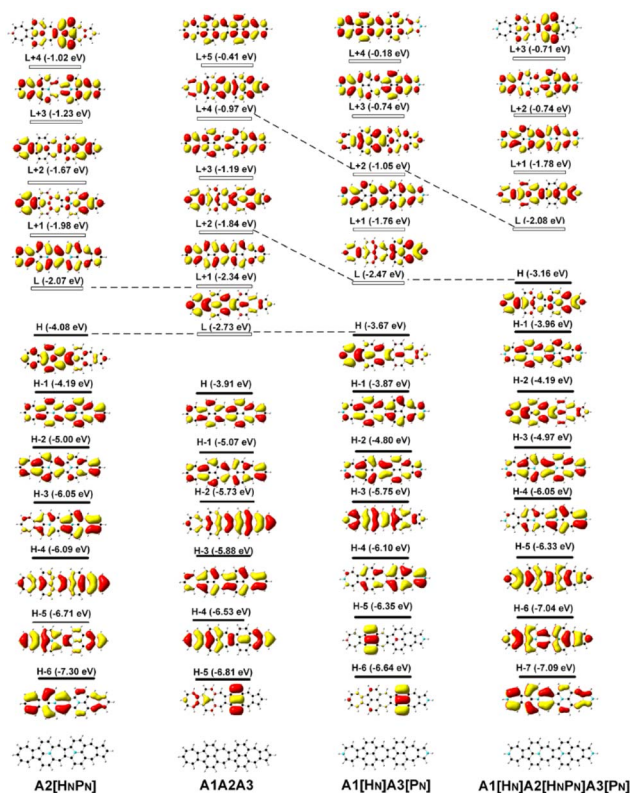 L+4 (-1.02 eV)
L+3 (-1.23 eV)
L+2 (-1.67 eV)
L+1 (-1.98 eV)
L (-2.07 eV)
H (-4.08 eV)
H-1 (-4.19 eV)
H-2 (-5.00 eV)
H-3 (-6.05 eV)
H-4 (-6.09 eV)
H-5 (-6.71 eV)
H-6 (-7.30 eV)
A2[HNPN]
L+5 (-0.41 eV)
L+4 (-0.97 eV)
L+3 (-1.19 eV)
L+2 (-1.84 eV)
L+1 (-2.34 eV)
L (-2.73 eV)
H (-3.91 eV)
H-1 (-5.07 eV)
H-2 (-5.73 eV)
H-3 (-5.88 eV)
H-4 (-6.53 eV)
H-5 (-6.81 eV)
A1A2A3
L+4 (-0.18 eV)
L+3 (-0.74 eV)
L+2 (-1.05 eV)
L+1 (-1.76 eV)
L (-2.47 eV)
H (-3.67 eV)
H-1 (-3.87 eV)
H-2 (-4.80 eV)
H-3 (-5.75 eV)
H-4 (-6.10 eV)
H-5 (-6.35 eV)
H-6 (-6.64 eV)
A1[HN]A3[PN]
L+3 (-0.71 eV)
L+2 (-0.74 eV)
L+1 (-1.78 eV)
L (-2.08 eV)
H (-3.16 eV)
H-1 (-3.96 eV)
H-2 (-4.19 eV)
H-3 (-4.97 eV)
H-4 (-6.05 eV)
H-5 (-6.33 eV)
H-6 (-7.04 eV)
H-7 (-7.09 eV)
A1[HN]A2[HNPN]A3[PN]